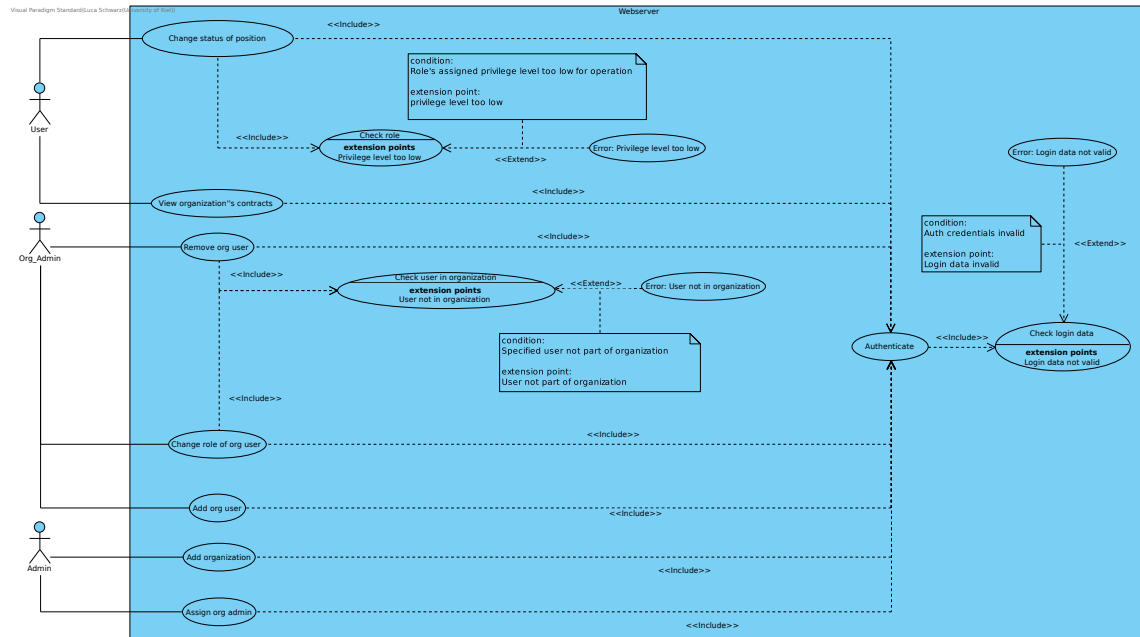 Visual Paradigm Standard(Luca Schwarz(University of Kiel))
Webserver
<<Include>>
Change status of position
condition:
Role's assigned privilege level too low for operation
extension point:
privilege level too low
User
<<Include>>
Check role
extension points
Privilege level too low
<<Extend>>
Error: Privilege level too low
Error: Login data not valid
<<Include>>
View organization"s contracts
condition:
Auth credentials invalid
extension point:
Login data invalid
<<Extend>>
Org_Admin
Remove org user
<<Include>>
<<Include>>
Check user in organization
extension points
User not in organization
<<Extend>>
Error: User not in organization
condition:
Specified user not part of organization
extension point:
User not part of organization
Authenticate
<<Include>>
Check login data
extension points
Login data not valid
<<Include>>
Change role of org user
<<Include>>
Add org user
<<Include>>
Admin
Add organization
<<Include>>
Assign org admin
<<Include>>